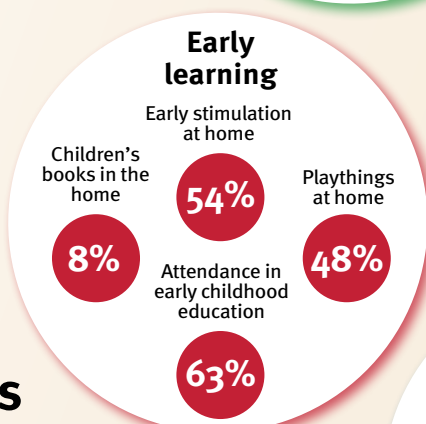 Early
learning
Early stimulation
at home
54%
Children's
books in the
home
8%
Playthings
at home
48%
Attendance in
early childhood
education
63%
s